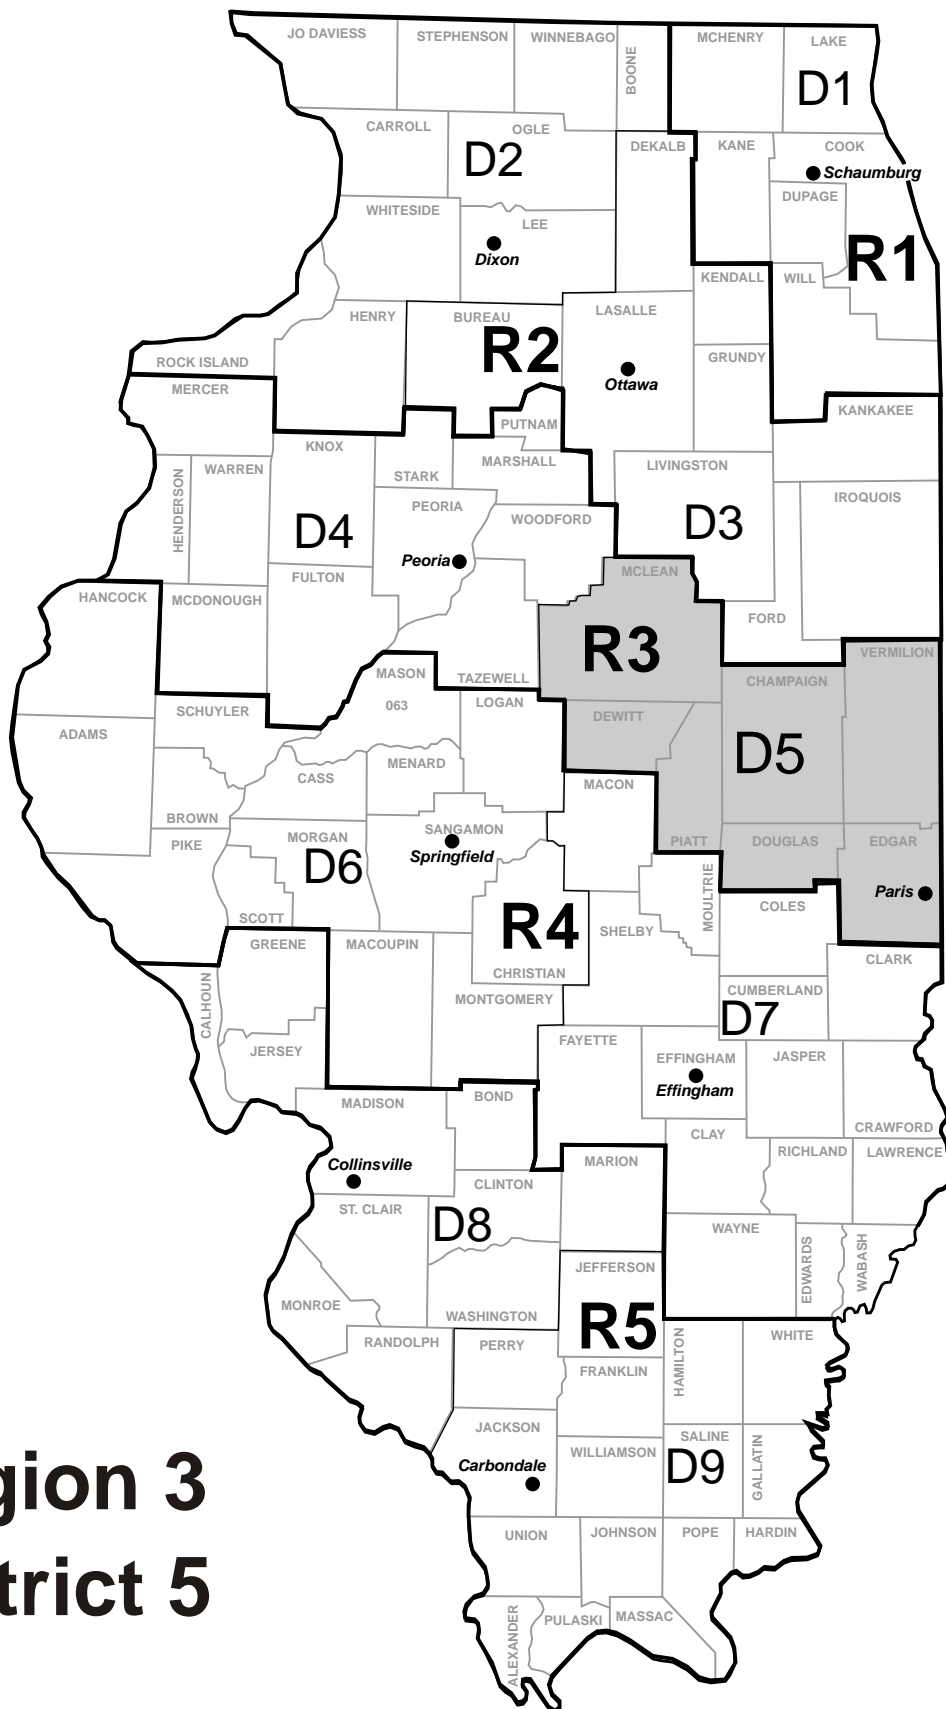 JO DAVIESS
STEPHENSON
WINNEBAGO
BOONE
MCHENRY
LAKE
D1
CARROLL
OGLE
D2
DEKALB
KANE
COOK
Schaumburg
DUPAGE
WHITESIDE
LEE
Dixon
R1
KENDALL
WILL
HENRY
BUREAU
R2
LASALLE
ROCK ISLAND
GRUNDY
Ottawa
MERCER
KANKAKEE
PUTNAM
KNOX
STARK
MARSHALL
LIVINGSTON
WARREN
HENDERSON
PEORIA
WOODFORD
IROQUOIS
D4
D3
Peoria
MCLEAN
FULTON
HANCOCK
MCDONOUGH
FORD
R3
VERMILION
MASON
TAZEWELL
CHAMPAIGN
063
LOGAN
SCHUYLER
DEWITT
ADAMS
D5
MENARD
CASS
MACON
BROWN
SANGAMON
PIKE
MORGAN
PIATT
DOUGLAS
EDGAR
Springfield
D6
MOULTRIE
Paris
COLES
SCOTT
R4
SHELBY
GREENE
MACOUPIN
CLARK
CHRISTIAN
CALHOUN
MONTGOMERY
CUMBERLAND
D7
FAYETTE
JERSEY
EFFINGHAM
JASPER
Effingham
MADISON
BOND
CLAY
CRAWFORD
RICHLAND
LAWRENCE
Collinsville
MARION
CLINTON
ST. CLAIR
D8
WAYNE
EDWARDS
WABASH
JEFFERSON
MONROE
WASHINGTON
R5
RANDOLPH
PERRY
HAMILTON
WHITE
FRANKLIN
JACKSON
SALINE
WILLIAMSON
GALLATIN
Carbondale
D9
gion 3
UNION
JOHNSON
POPE
HARDIN
trict 5
ALEXANDER
PULASKI
MASSAC